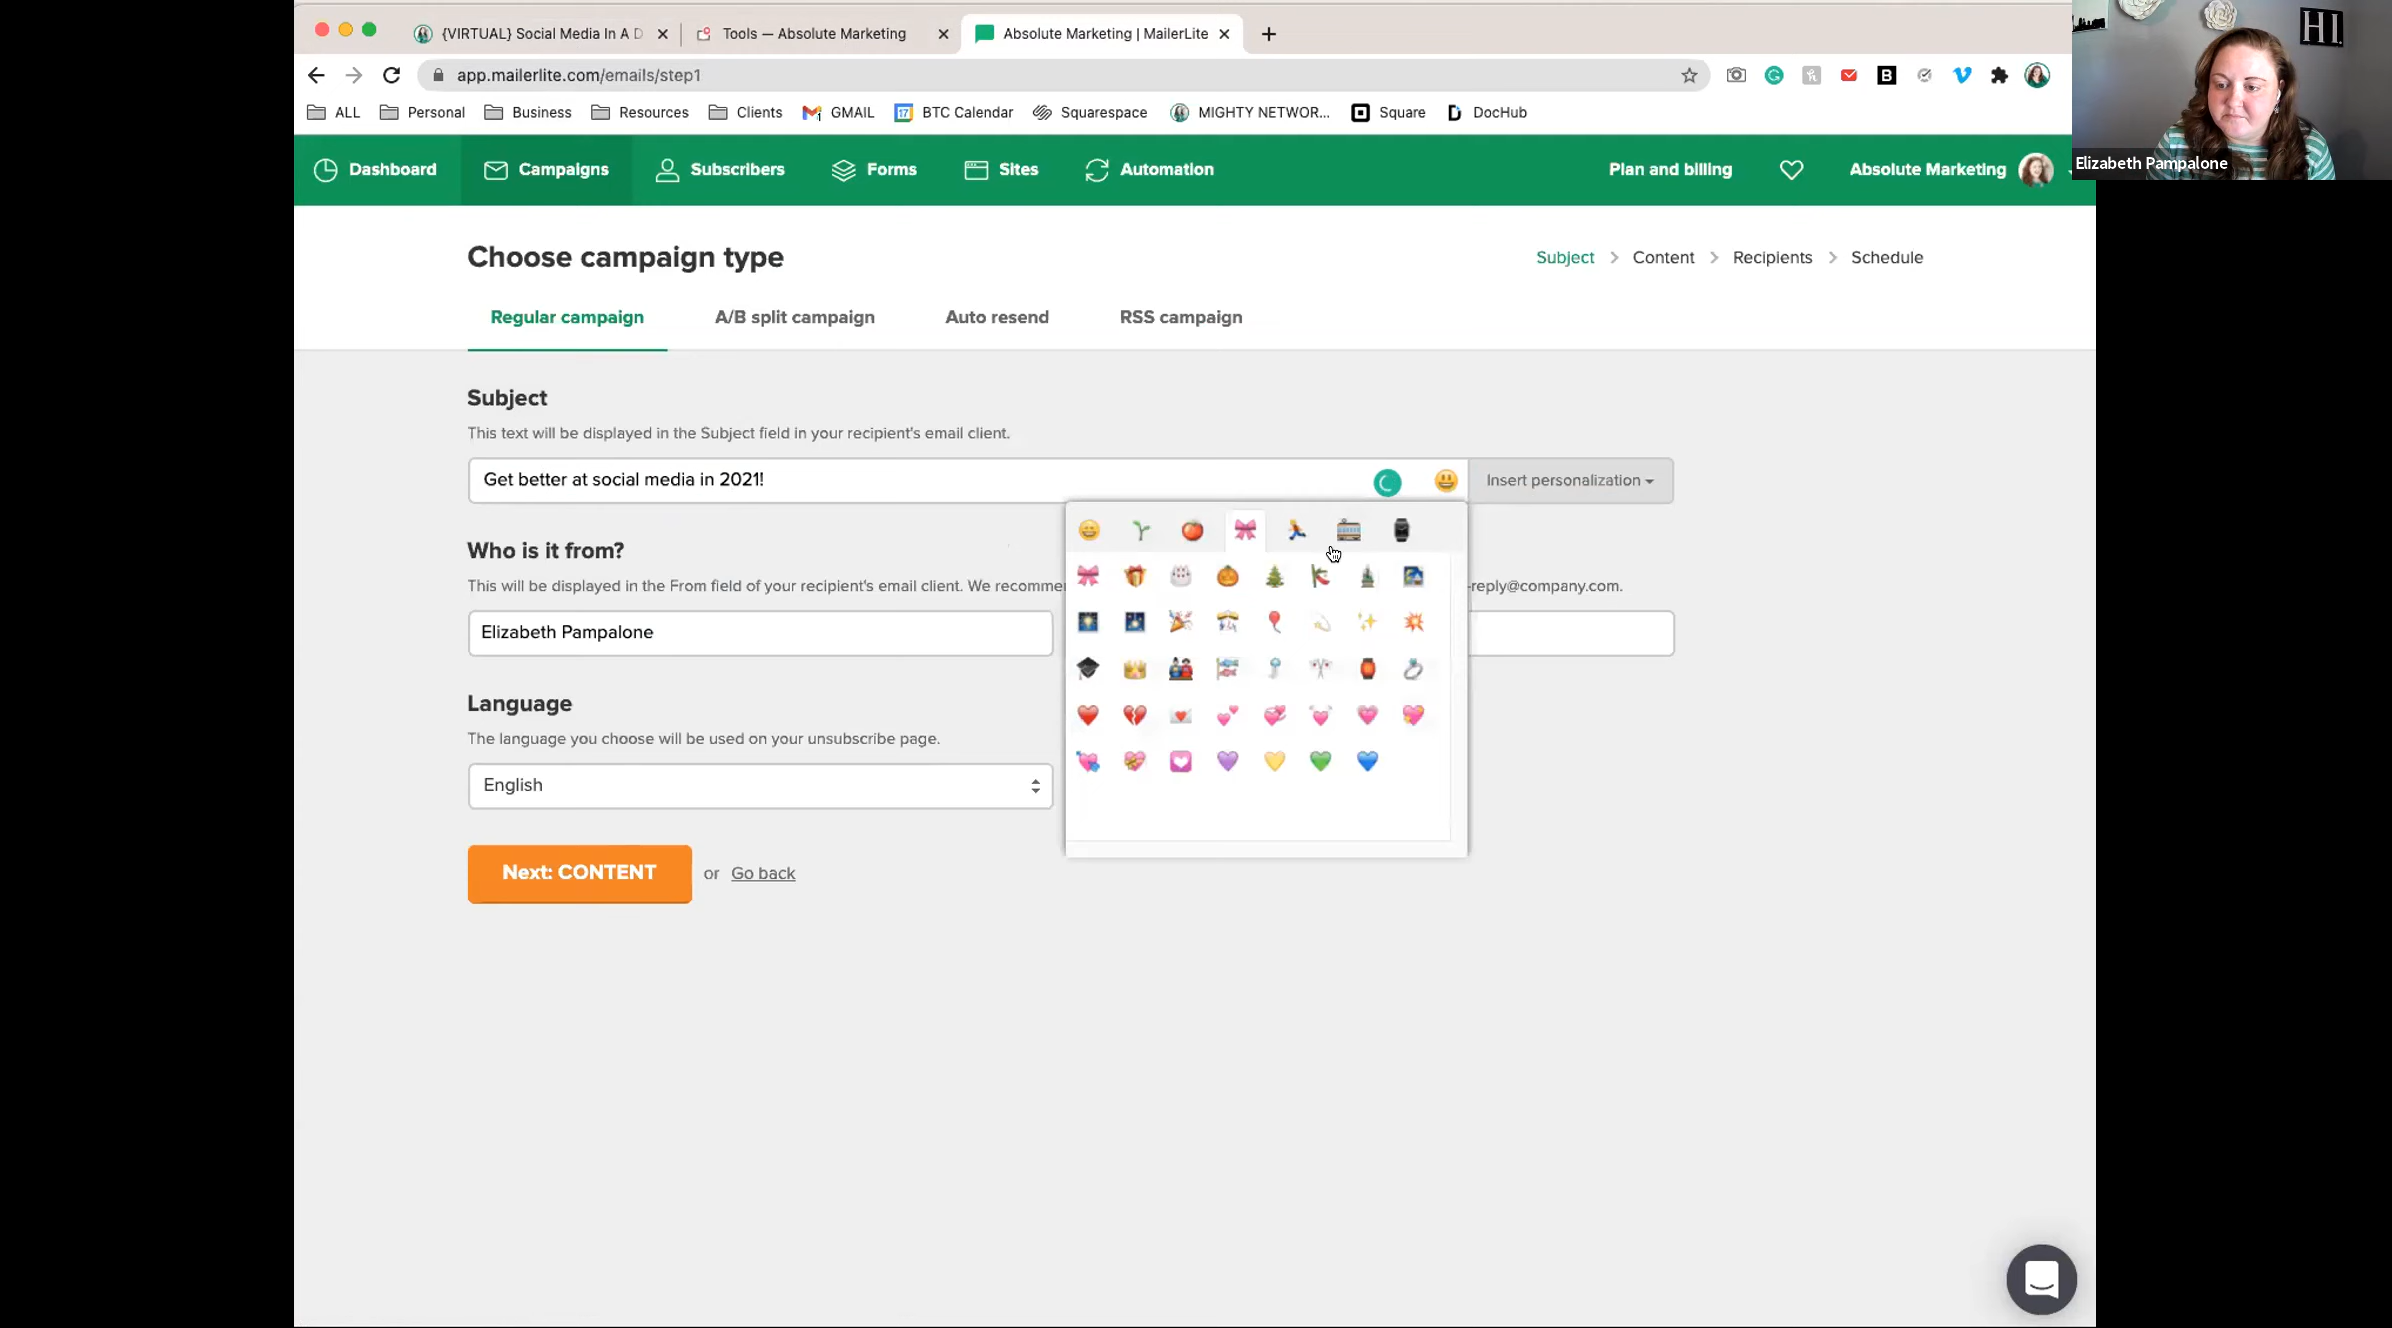 {VIRTUAL} Social Media In A D
Tools — Absolute Marketing
Absolute Marketing | MailerLite
app.mailerlite.com/emails/step1
ALL Personal Business Resources Clients GMAIL 17 BTC Calendar Squarespace MIGHTY NETWOR... Square DocHub
HI.
Elizabeth Pampalone
Dashboard Campaigns Subscribers Forms Sites Automation Plan and billing Absolute Marketing
Choose campaign type
Subject > Content > Recipients > Schedule
Regular campaign A/B split campaign Auto resend RSS campaign
Subject
This text will be displayed in the Subject field in your recipient's email client.
Get better at social media in 2021!
Insert personalization
Who is it from?
This will be displayed in the From field of your recipient's email client. We recomme
-reply@company.com.
Elizabeth Pampalone
Language
The language you choose will be used on your unsubscribe page.
English
Next: CONTENT or Go back